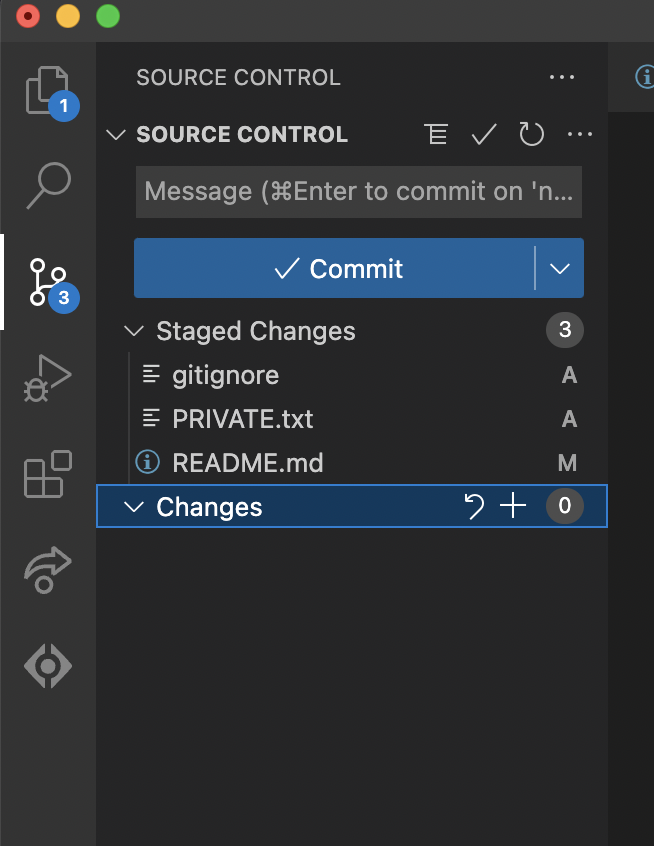 SOURCE CONTROL
1
SOURCE CONTROL
Message (⌘Enter to commit on 'n...
Commit
3
Staged Changes 3
gitignore A
PRIVATE.txt A
README.md M
Changes 0